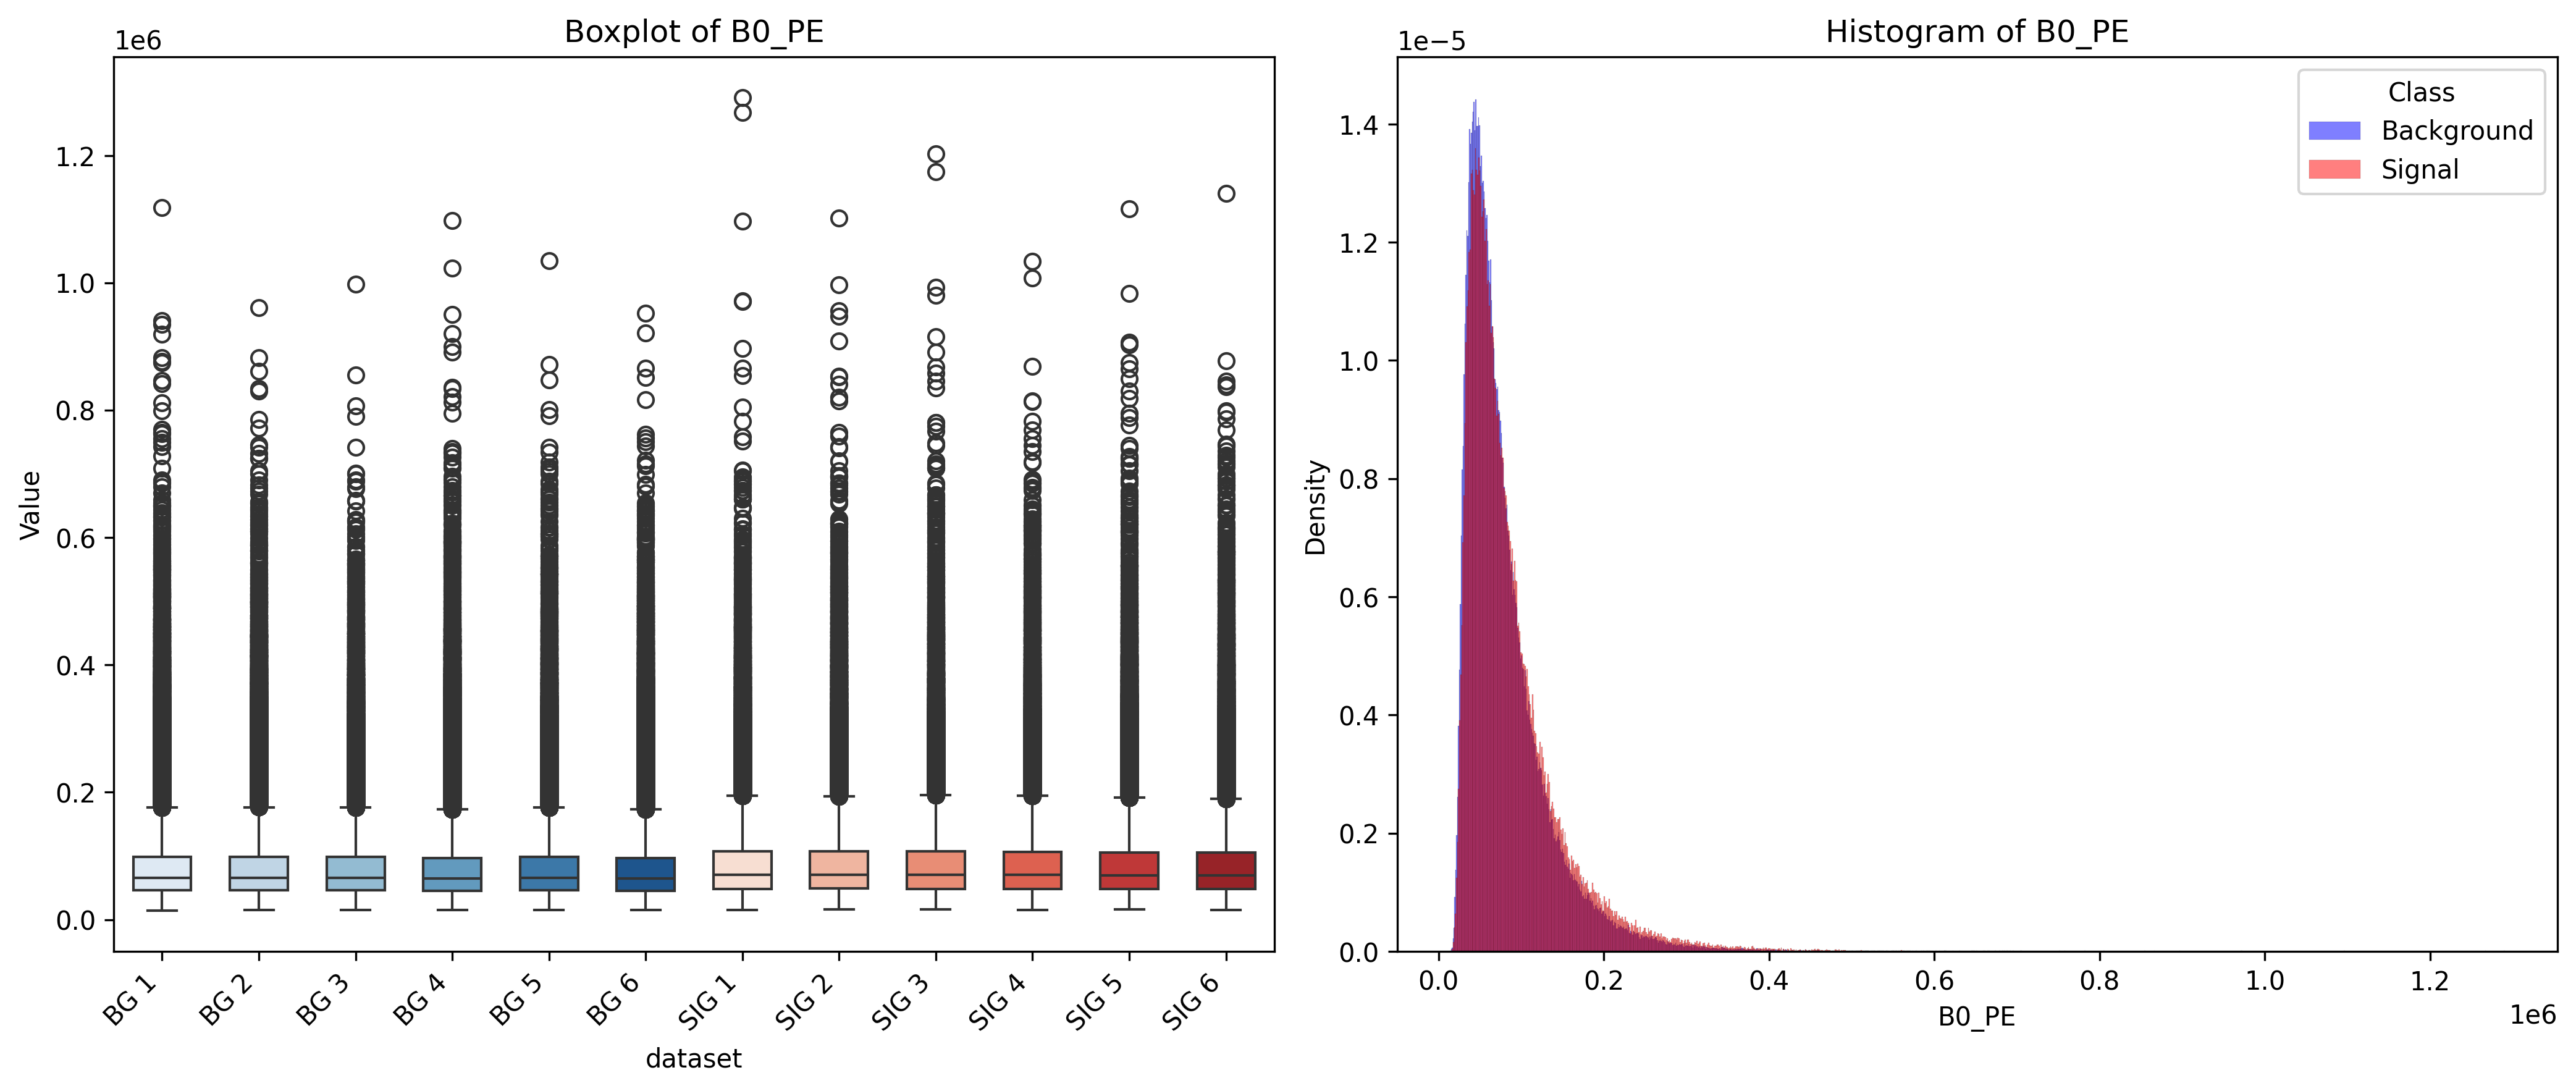 Boxplot of B0_PE
1e6
1.2
1.0
0.8
0.6
0.4
0.2
0.0
Value
BG 1
BG 2
BG 3
BG 4
BG 5
BG 6
SIG 1
SIG 2
SIG 3
SIG 4
SIG 5
SIG 6
dataset
Histogram of B0_PE
1e−5
Class
Background
Signal
1.4
1.2
1.0
0.8
0.6
0.4
0.2
0.0
Density
0.0 0.2 0.4 0.6 0.8 1.0 1.2
B0_PE
1e6